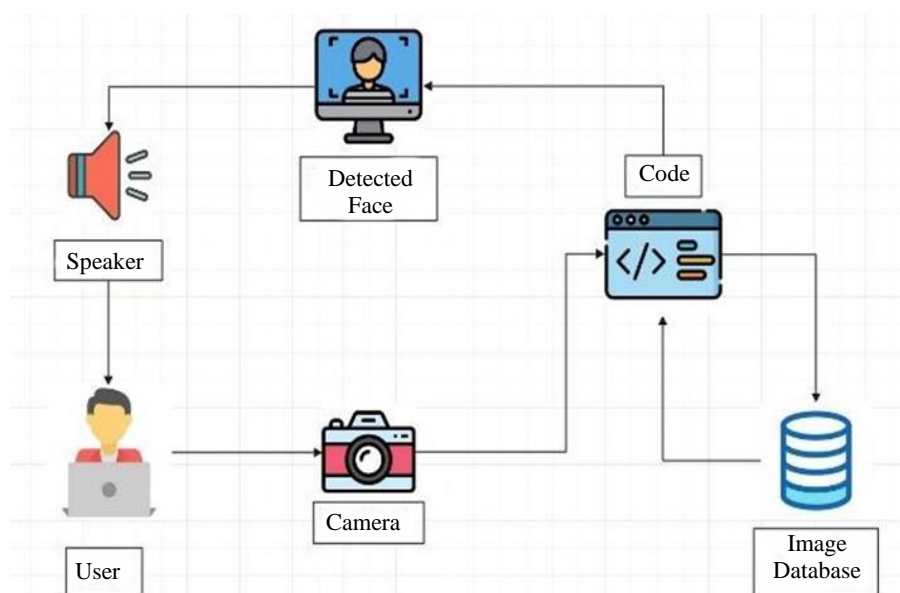 Detected
Face
Code
</>
Speaker
Camera
User
Image
Database